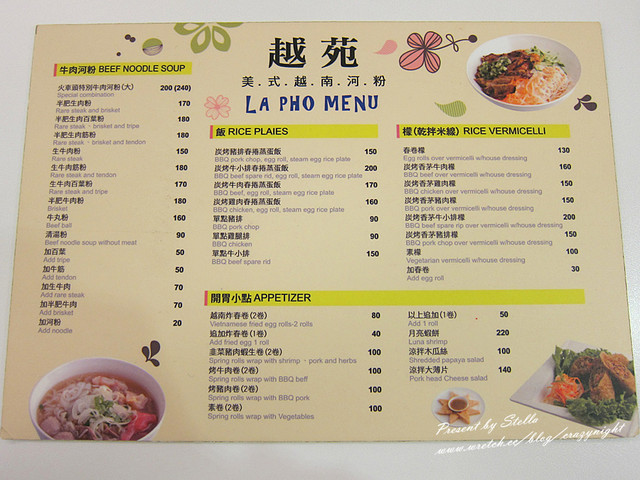 越苑
美.式.越.南.河.粉
LA PHO MENU
牛肉河粉 BEEF NOODLE SOUP
火車頭特別牛肉河粉(大) 200 (240)
Special combination
半肥生肉粉 170
Rare steak and brisket
半肥生肉百葉粉 180
Rare steak、brisket and tripe
半肥生肉筋粉 180
Rare steak、brisket and tendon
生牛肉粉 150
Rare steak
生牛肉筋粉 180
Rare steak and tendon
生牛肉百葉粉 170
Rare steak and tripe
半肥牛肉粉 180
Brisket
牛丸粉 160
Beef ball
清湯粉 90
Beef noodle soup without meat
加百葉 50
Add tripe
加牛筋 50
Add tendon
加生牛肉 70
Add rare steak
加半肥牛肉 70
Add brisket
加河粉 20
Add noodle
飯 RICE PLAIES
炭烤豬排春捲蒸蛋飯 150
BBQ pork chop, egg roll, steam egg rice plate
炭烤牛小排春捲蒸蛋飯 200
BBQ beef spare rid, egg roll, steam egg rice plate
炭烤牛肉春捲蒸蛋飯 170
BBQ beef, egg roll, steam egg rice plate
炭烤雞肉春捲蒸蛋飯 160
BBQ chicken, egg roll, steam egg rice plate
單點豬排 90
BBQ pork chop
單點雞腿排 90
BBQ chicken
單點牛小排 150
BBQ beef spare rid
檬(乾拌米線) RICE VERMICELLI
春卷檬 130
Egg rolls over vermicelli w/house dressing
炭烤香茅牛肉檬 160
BBQ beef over vermicelli w/house dressing
炭烤香茅雞肉檬 150
BBQ chicken over vermicelli w/house dressing
炭烤香茅豬肉檬 150
BBQ pork over vermicelli w/house dressing
炭烤香茅牛小排檬 200
BBQ beef spare rip over vermicelli w/house dressing
炭烤香茅豬排檬 150
BBQ pork chop over vermicelli w/house dressing
素檬 100
Vegetarian vermicelli w/house dressing
加春卷 30
Add egg roll
開胃小點 APPETIZER
越南炸春卷(2卷) 80
Vietnamese fried egg rolls-2 rolls
追加炸春卷(1卷) 40
Add fried egg 1 roll
韭菜豬肉蝦生卷(2卷) 100
Spring rolls wrap with shrimp、pork and herbs
烤牛肉卷(2卷) 100
Spring rolls wrap with BBQ beff
烤豬肉卷(2卷) 100
Spring rolls wrap with BBQ pork
素卷(2卷) 100
Spring rolls wrap with Vegetables
以上追加(1卷) 50
Add 1 roll
月亮蝦餅 220
Luna shrimp
涼拌木瓜絲 100
Shredded papaya salad
涼拌大薄片 140
Pork head Cheese salad
Present by Stella
www.wretch.cc/blog/crazynight